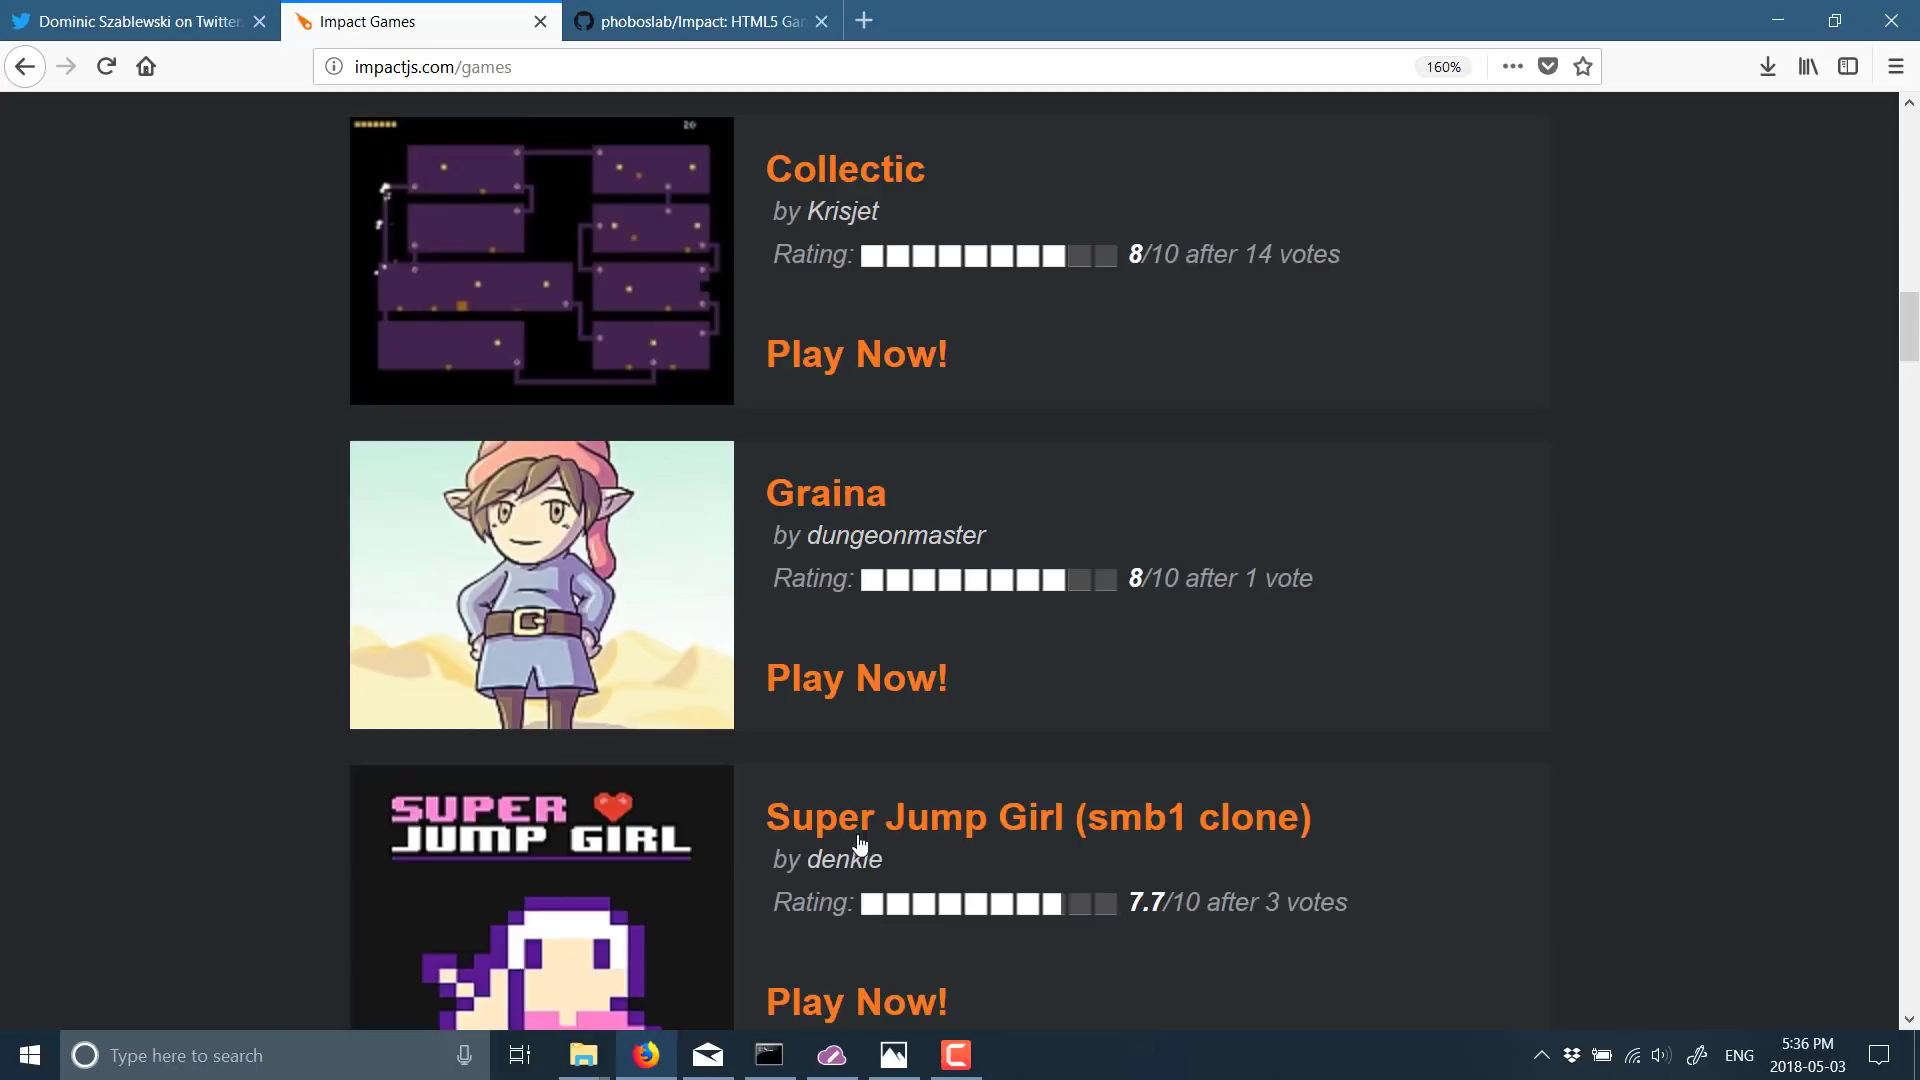 Dominic Szablewski on Twitter
Impact Games
phoboslab/Impact: HTML5 Gam
impactjs.com/games
160%
20
Collectic
by Krisjet
Rating: 8/10 after 14 votes
Play Now!
Graina
by dungeonmaster
Rating: 8/10 after 1 vote
Play Now!
SUPER
JUMP GIRL
Super Jump Girl (smb1 clone)
by denkie
Rating: 7.7/10 after 3 votes
Play Now!
Type here to search
ENG
5:36 PM
2018-05-03